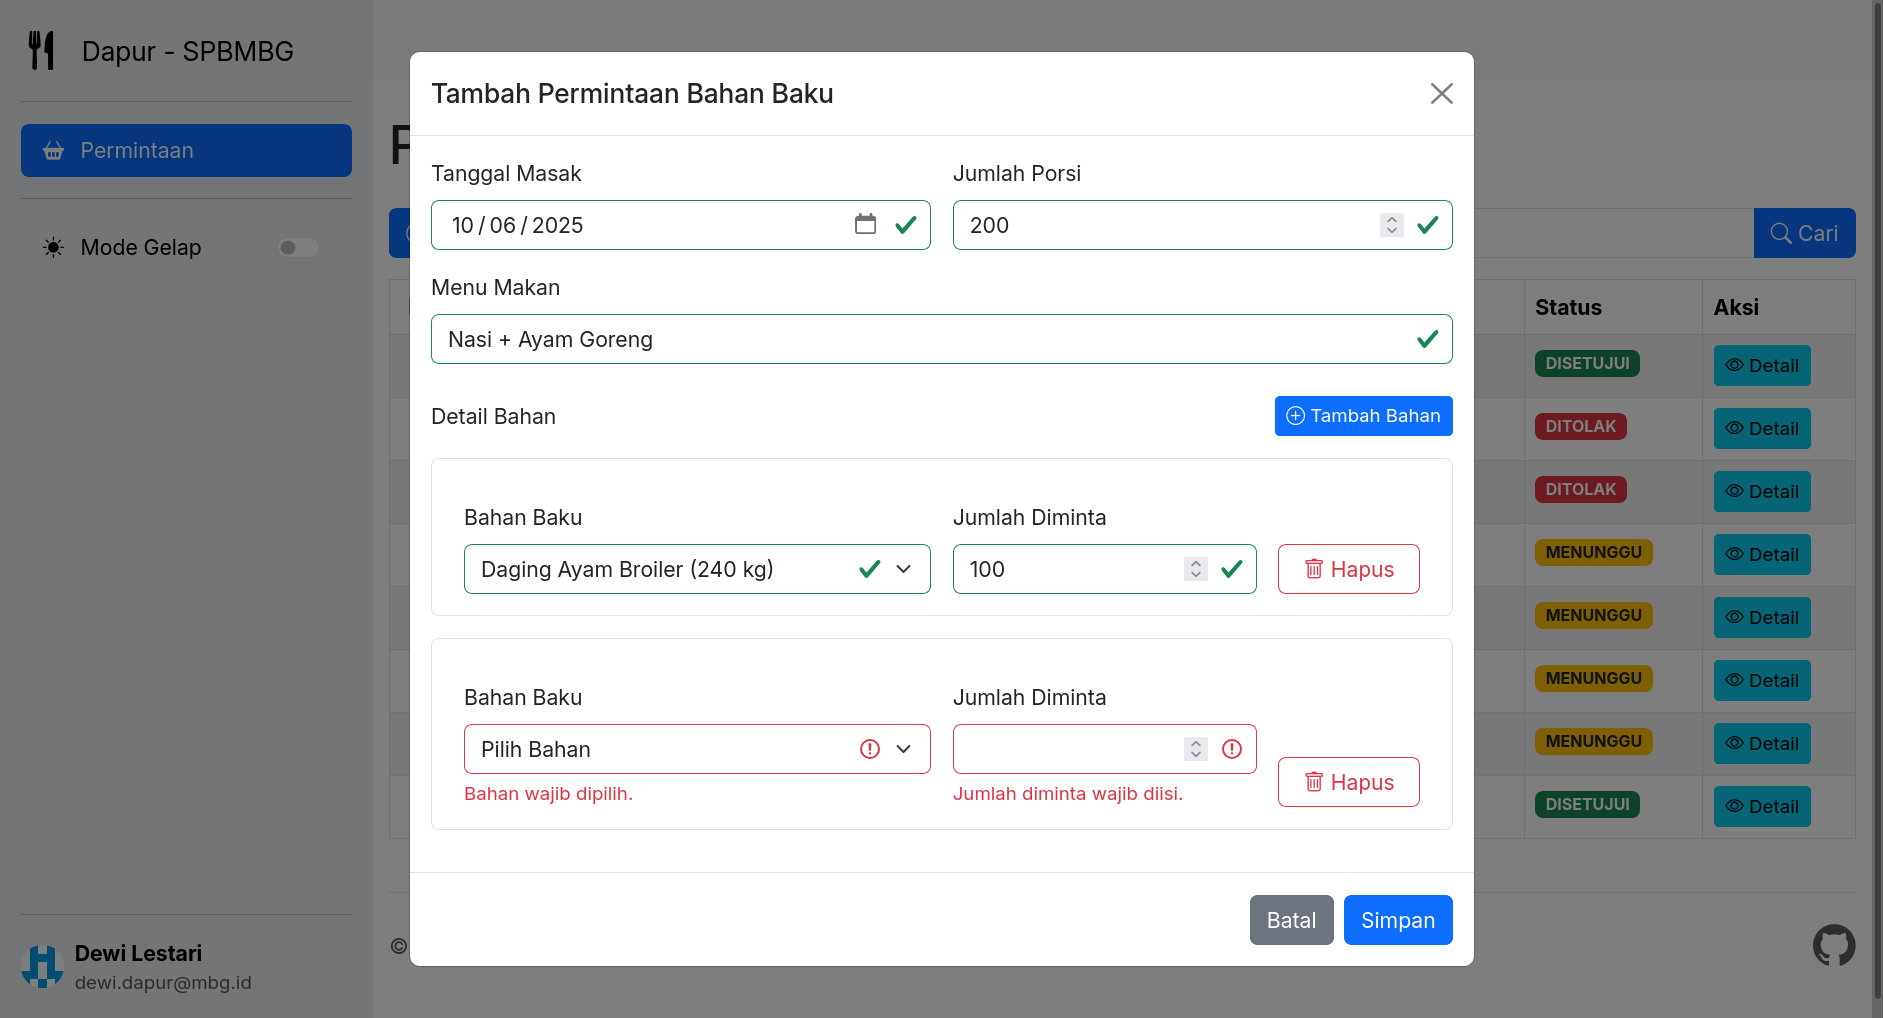 Dapur - SPBMBG
Permintaan
Mode Gelap
Dewi Lestari
dewi.dapur@mbg.id
Tambah Permintaan Bahan Baku
Tanggal Masak
Jumlah Porsi
10/06/2025
200
Menu Makan
Nasi + Ayam Goreng
Detail Bahan
Tambah Bahan
Bahan Baku
Jumlah Diminta
Daging Ayam Broiler (240 kg)
100
Hapus
Bahan Baku
Jumlah Diminta
Pilih Bahan
Bahan wajib dipilih.
Jumlah diminta wajib diisi.
Hapus
Batal
Simpan
P
Cari
Status
Aksi
DISETUJUI
Detail
DITOLAK
Detail
DITOLAK
Detail
MENUNGGU
Detail
MENUNGGU
Detail
MENUNGGU
Detail
MENUNGGU
Detail
DISETUJUI
Detail
©